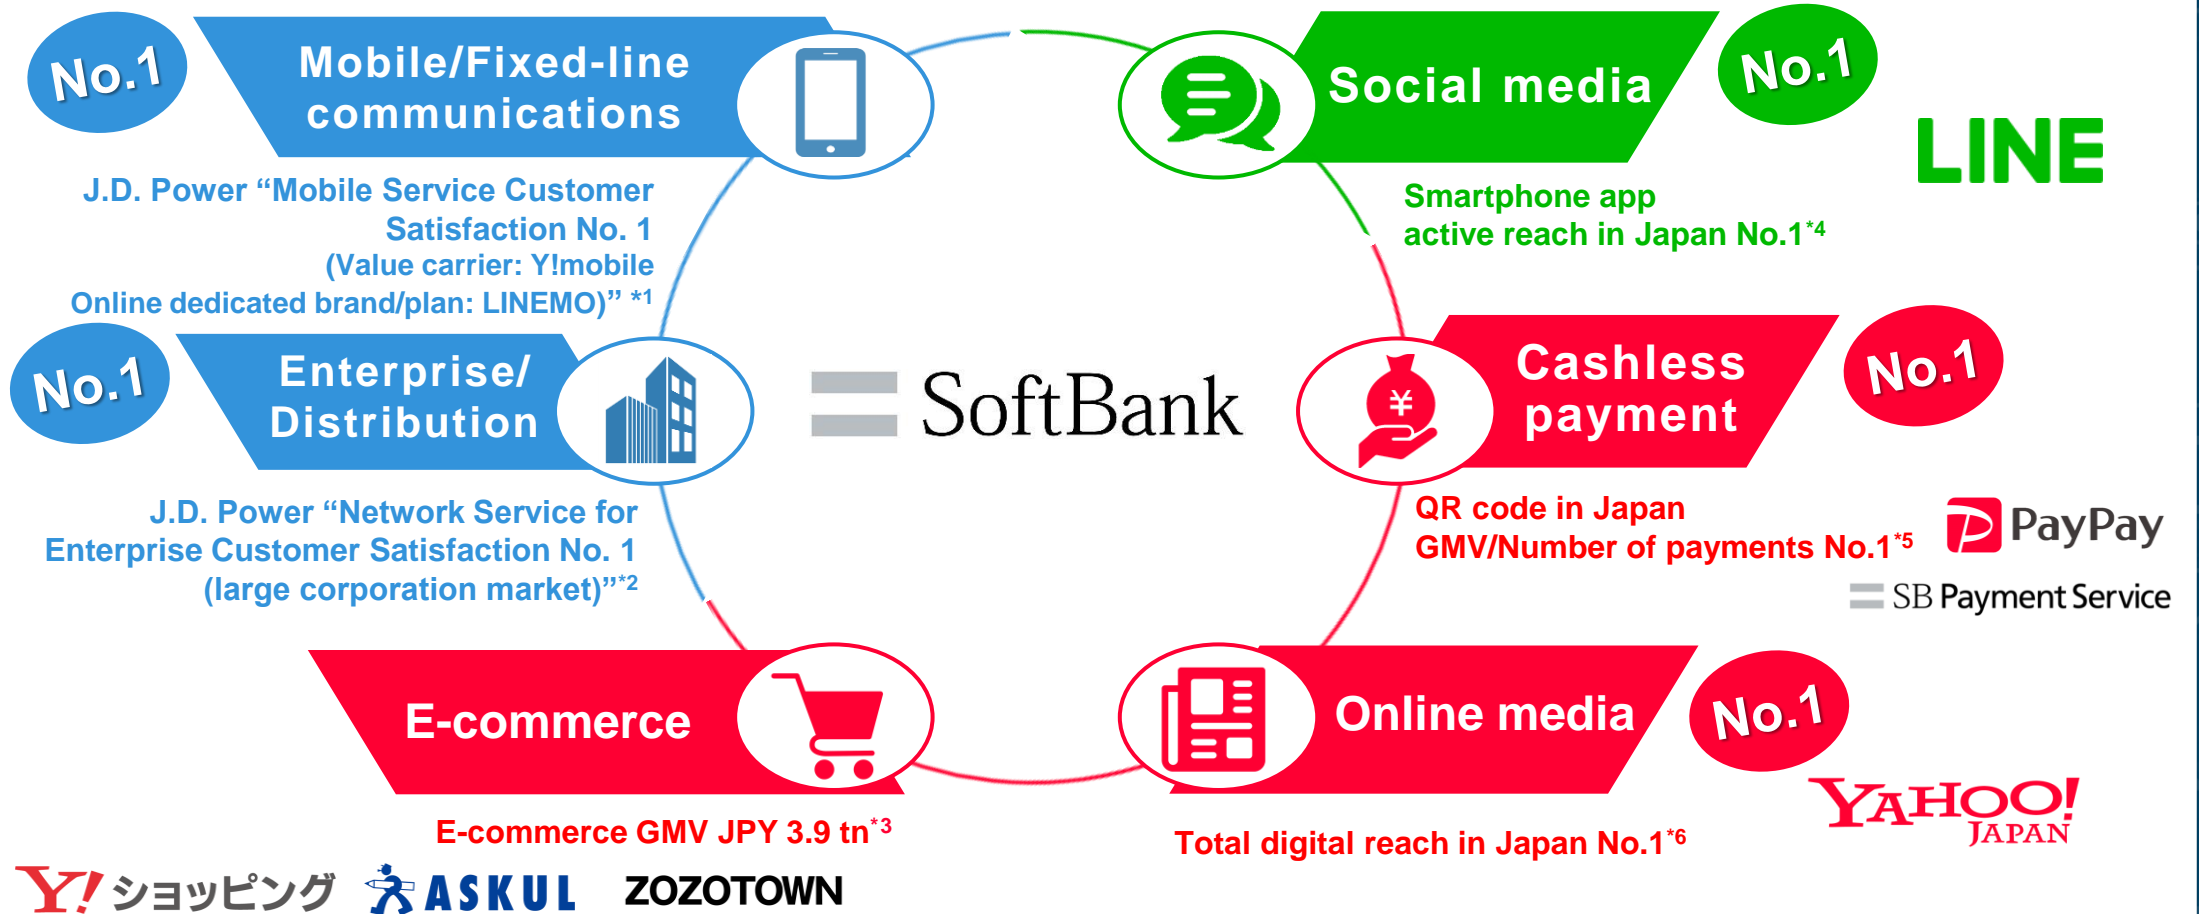 No.1
Mobile/Fixed-line
communications
J.D. Power “Mobile Service Customer
Satisfaction No. 1
(Value carrier: Y!mobile
Online dedicated brand/plan: LINEMO)” *1
No.1
Social media
LINE
Smartphone app
active reach in Japan No.1*4
No.1
Enterprise/
Distribution
J.D. Power “Network Service for
Enterprise Customer Satisfaction No. 1
(large corporation market)”*2
SoftBank
¥
Cashless
payment
No.1
QR code in Japan
GMV/Number of payments No.1*5
PayPay
SB Payment Service
E-commerce
E-commerce GMV JPY 3.9 tn*3
Y! ショッピング
ASKUL
ZOZOTOWN
Online media
No.1
Total digital reach in Japan No.1*6
YAHOO!
JAPAN